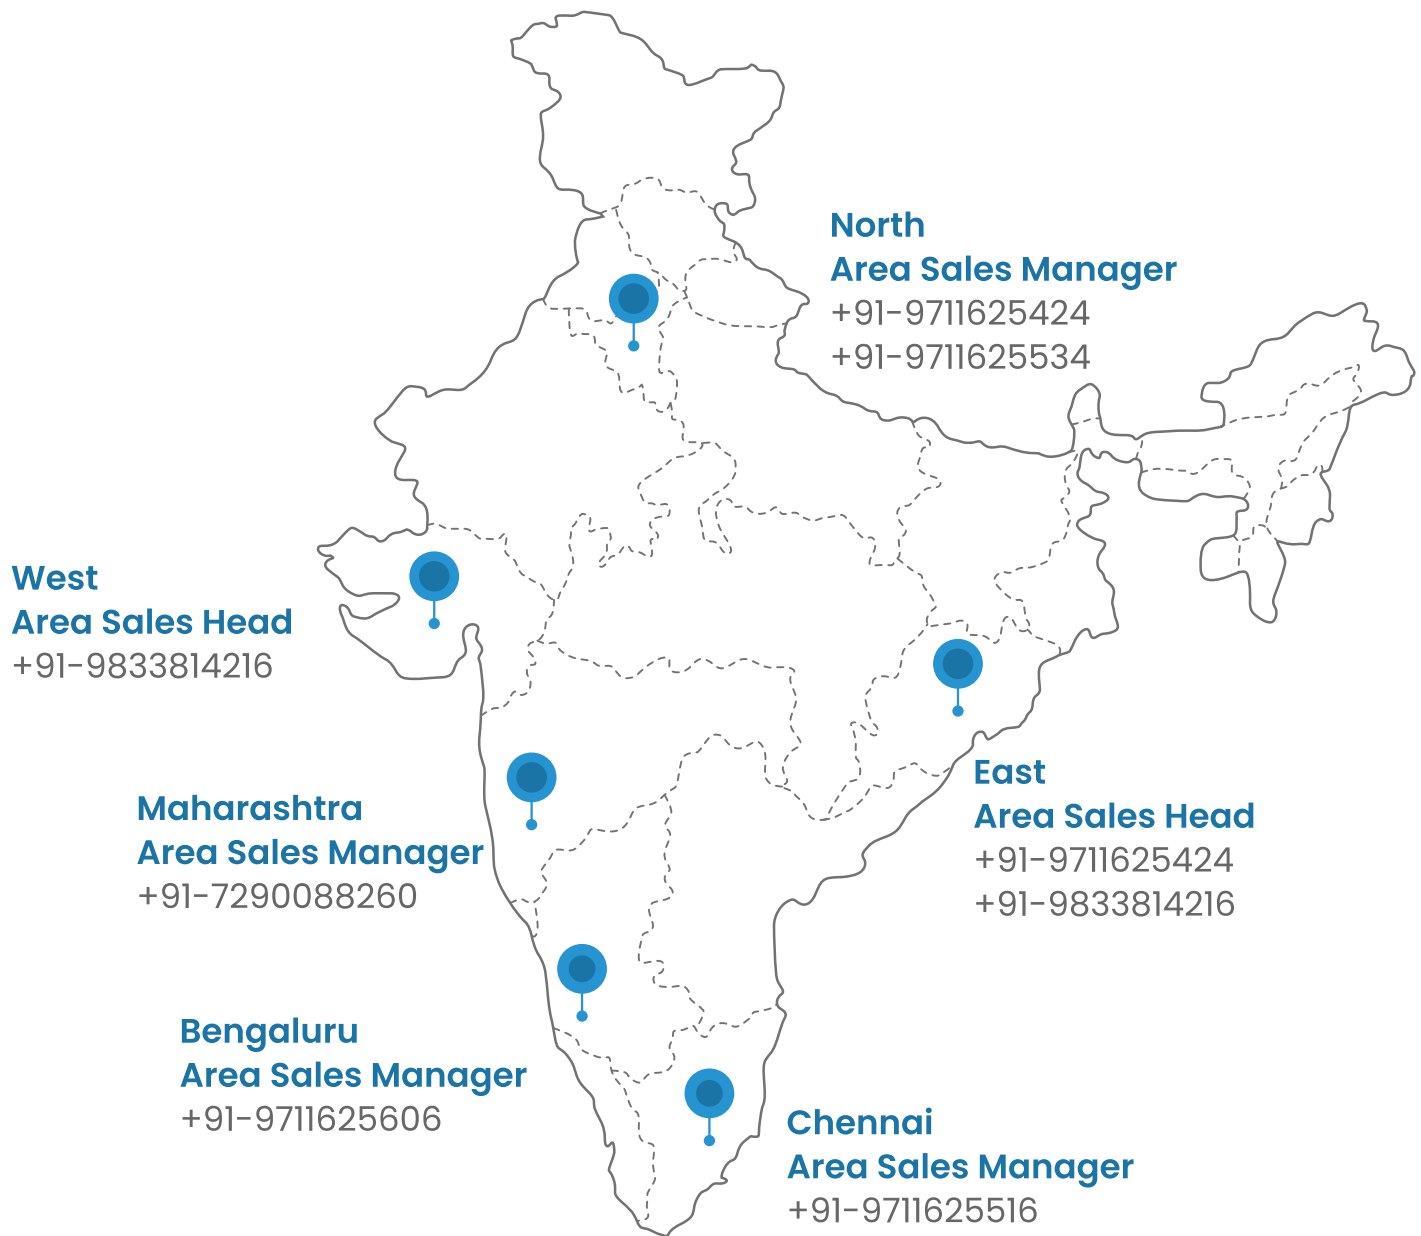 North
Area Sales Manager
+91-9711625424
+91-9711625534
West
Area Sales Head
+91-9833814216
East
Area Sales Head
+91-9711625424
+91-9833814216
Maharashtra
Area Sales Manager
+91-7290088260
Bengaluru
Area Sales Manager
+91-9711625606
Chennai
Area Sales Manager
+91-9711625516